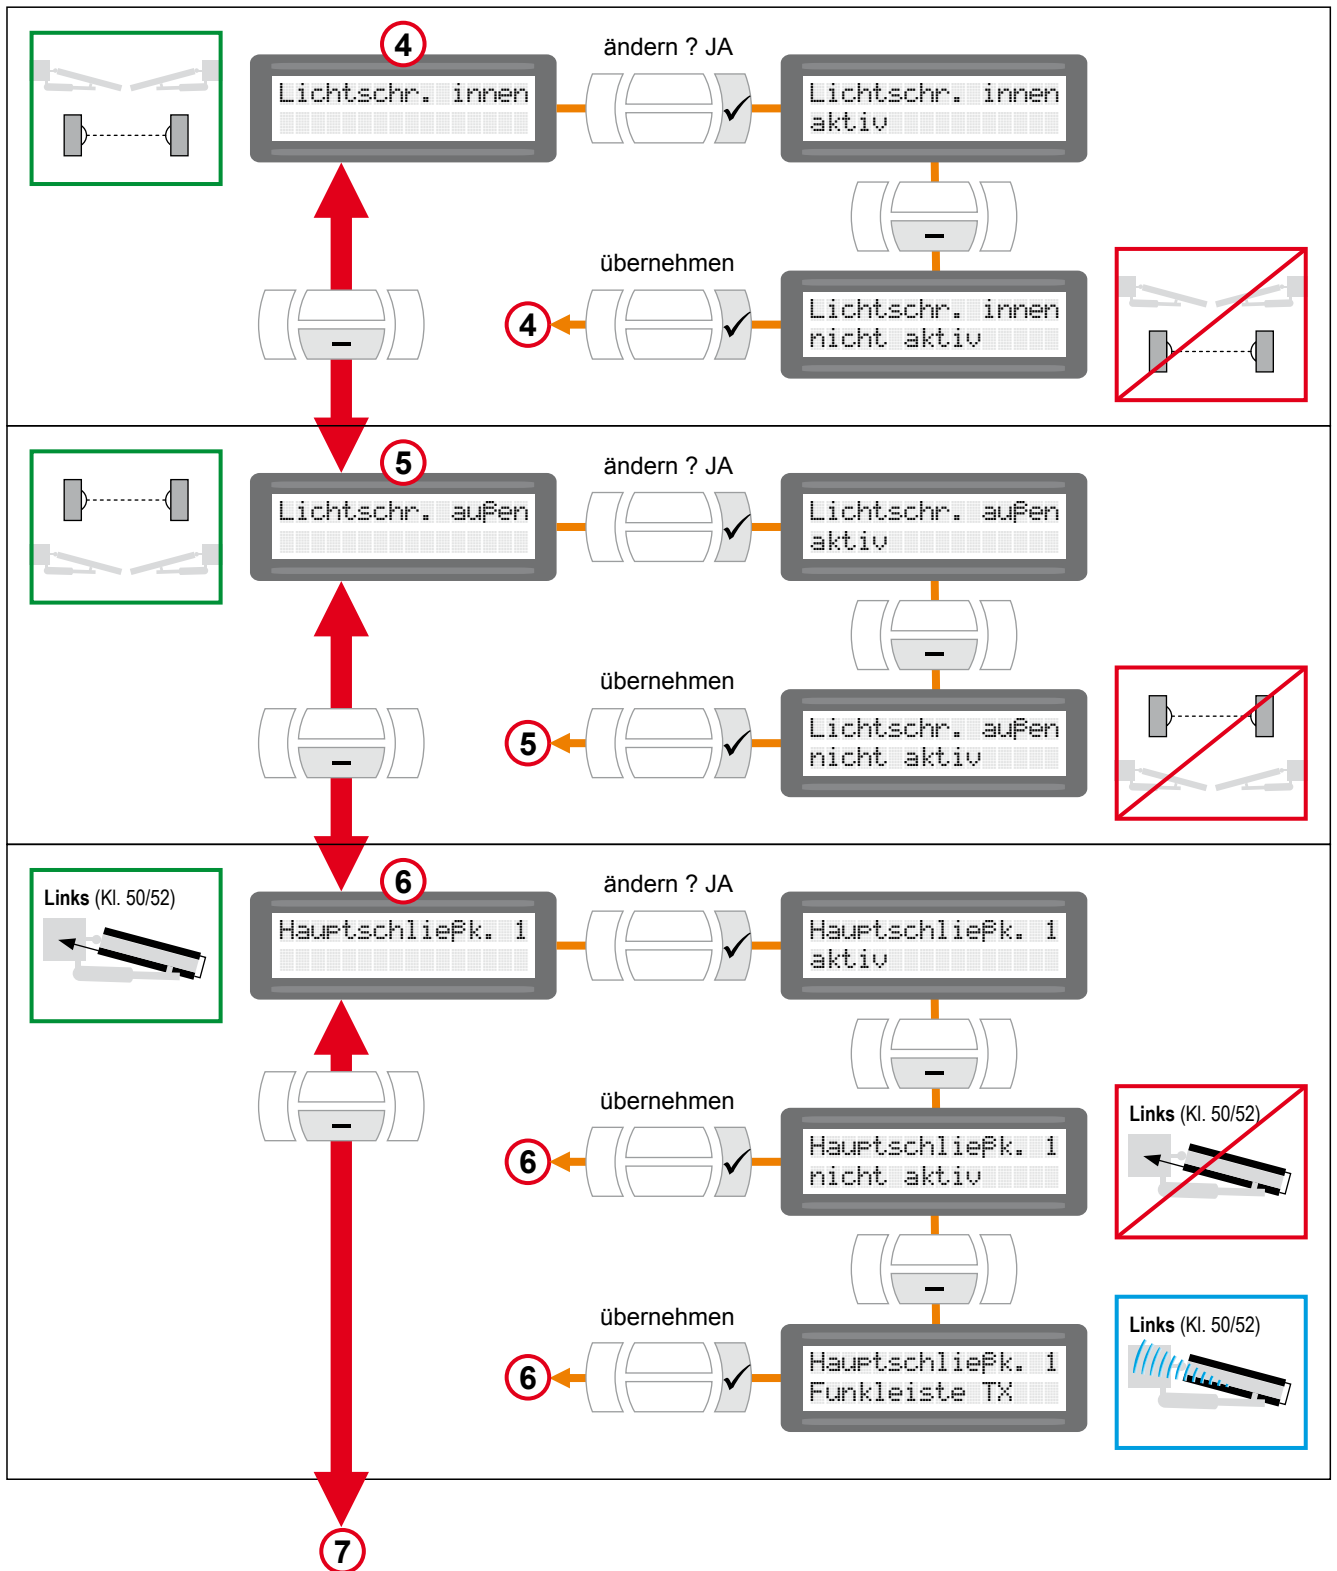 4
ändern ? JA
Lichtschr. innen
Lichtschr. innen
aktiv
–
übernehmen
–
4
Lichtschr. innen
nicht aktiv
5
ändern ? JA
Lichtschr. außen
Lichtschr. außen
aktiv
–
übernehmen
–
5
Lichtschr. außen
nicht aktiv
6
ändern ? JA
Links (Kl. 50/52)
Hauptschließk. 1
Hauptschließk. 1
aktiv
–
–
übernehmen
Links (Kl. 50/52)
6
Hauptschließk. 1
nicht aktiv
–
übernehmen
Links (Kl. 50/52)
6
Hauptschließk. 1
Funkleiste TX
7